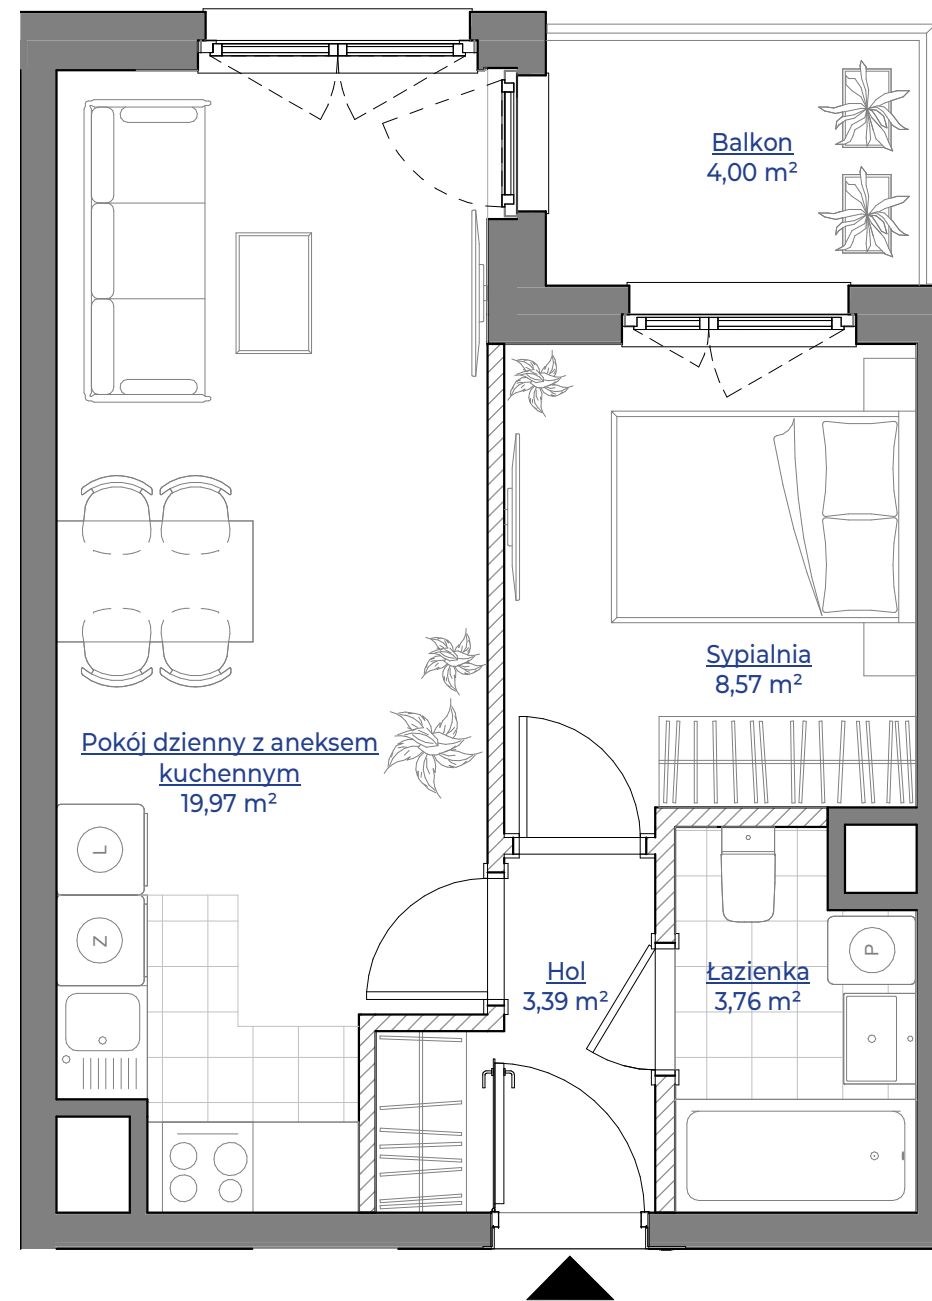 Balkon
4,00 m²
Sypialnia
8,57 m²
Pokój dzienny z aneksem
kuchennym
19,97 m²
L
Z
P
Hol
3,39 m²
Łazienka
3,76 m²